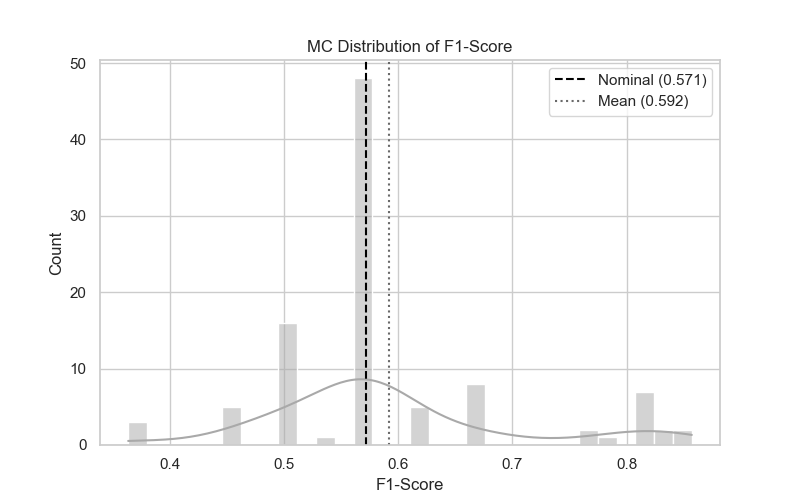 MC Distribution of F1-Score
Nominal (0.571)
Mean (0.592)
50
40
30
20
10
0
Count
0.4 0.5 0.6 0.7 0.8
F1-Score